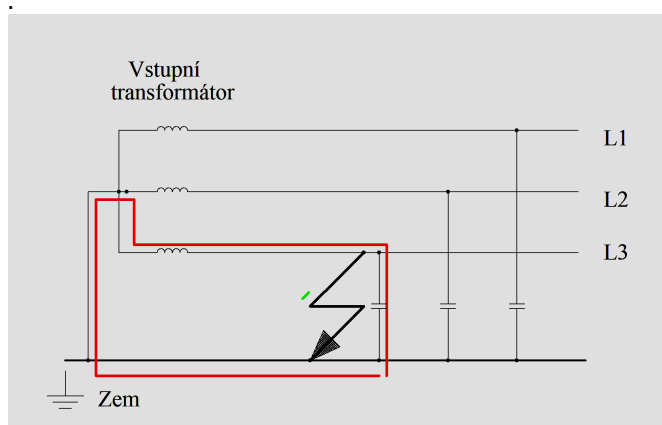 .
Vstupní
transformátor
L1
L2
L3
Zem